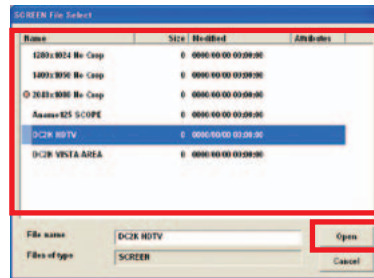 SCREEN File Select
Name Size Modified Attributes
1280x1024 No Crop 0 0000/00/00 00:00:00
1400x1050 No Crop 0 0000/00/00 00:00:00
2048x1080 No Crop 0 0000/00/00 00:00:00
SCOPE 0 0000/00/00 00:00:00
DC2K HDTV 0 0000/00/00 00:00:00
DC2K VISTA AREA 0 0000/00/00 00:00:00
File name DC2K HDTV Open
Files of type SCREEN Cancel